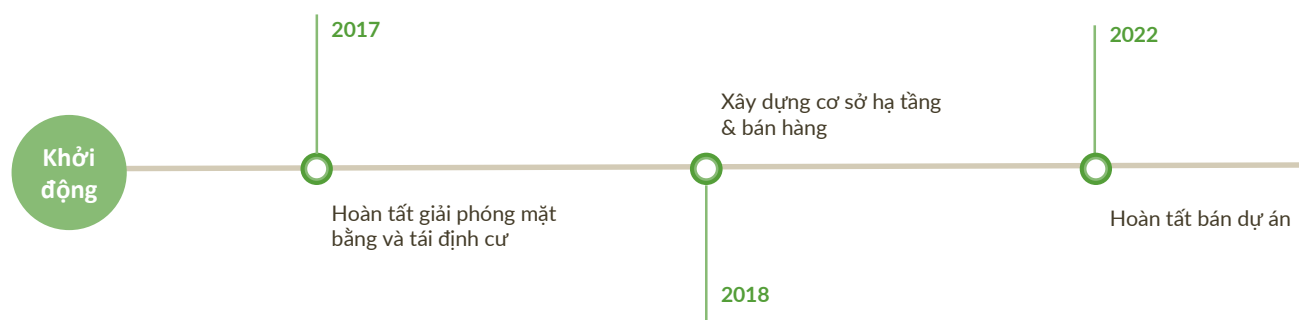 Khởi
động
2017
Hoàn tất giải phóng mặt
bằng và tái định cư
Xây dựng cơ sở hạ tầng
& bán hàng
2018
2022
Hoàn tất bán dự án